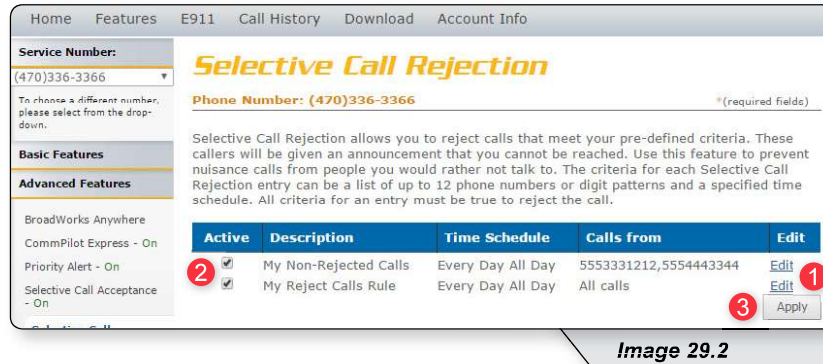 Home Features E911 Call History Download Account Info
Service Number:
(470)336-3366
To choose a different number,
please select from the drop-
down.
Basic Features
Advanced Features
BroadWorks Anywhere
CommPilot Express - On
Priority Alert - On
Selective Call Acceptance
- On
Selective Call Rejection
Phone Number: (470)336-3366 *(required fields)
Selective Call Rejection allows you to reject calls that meet your pre-defined criteria. These
callers will be given an announcement that you cannot be reached. Use this feature to prevent
nuisance calls from people you would rather not talk to. The criteria for each Selective Call
Rejection entry can be a list of up to 12 phone numbers or digit patterns and a specified time
schedule. All criteria for an entry must be true to reject the call.
Active Description Time Schedule Calls from Edit
2 My Non-Rejected Calls Every Day All Day 5553331212,5554443344 Edit 1
My Reject Calls Rule Every Day All Day All calls Edit
3 Apply
Image 29.2